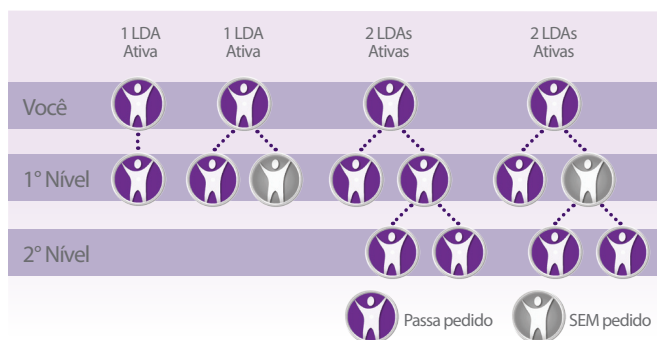 1 LDA
Ativa
1 LDA
Ativa
2 LDAs
Ativas
2 LDAs
Ativas
Você
1° Nível
2° Nível
Passa pedido
SEM pedido